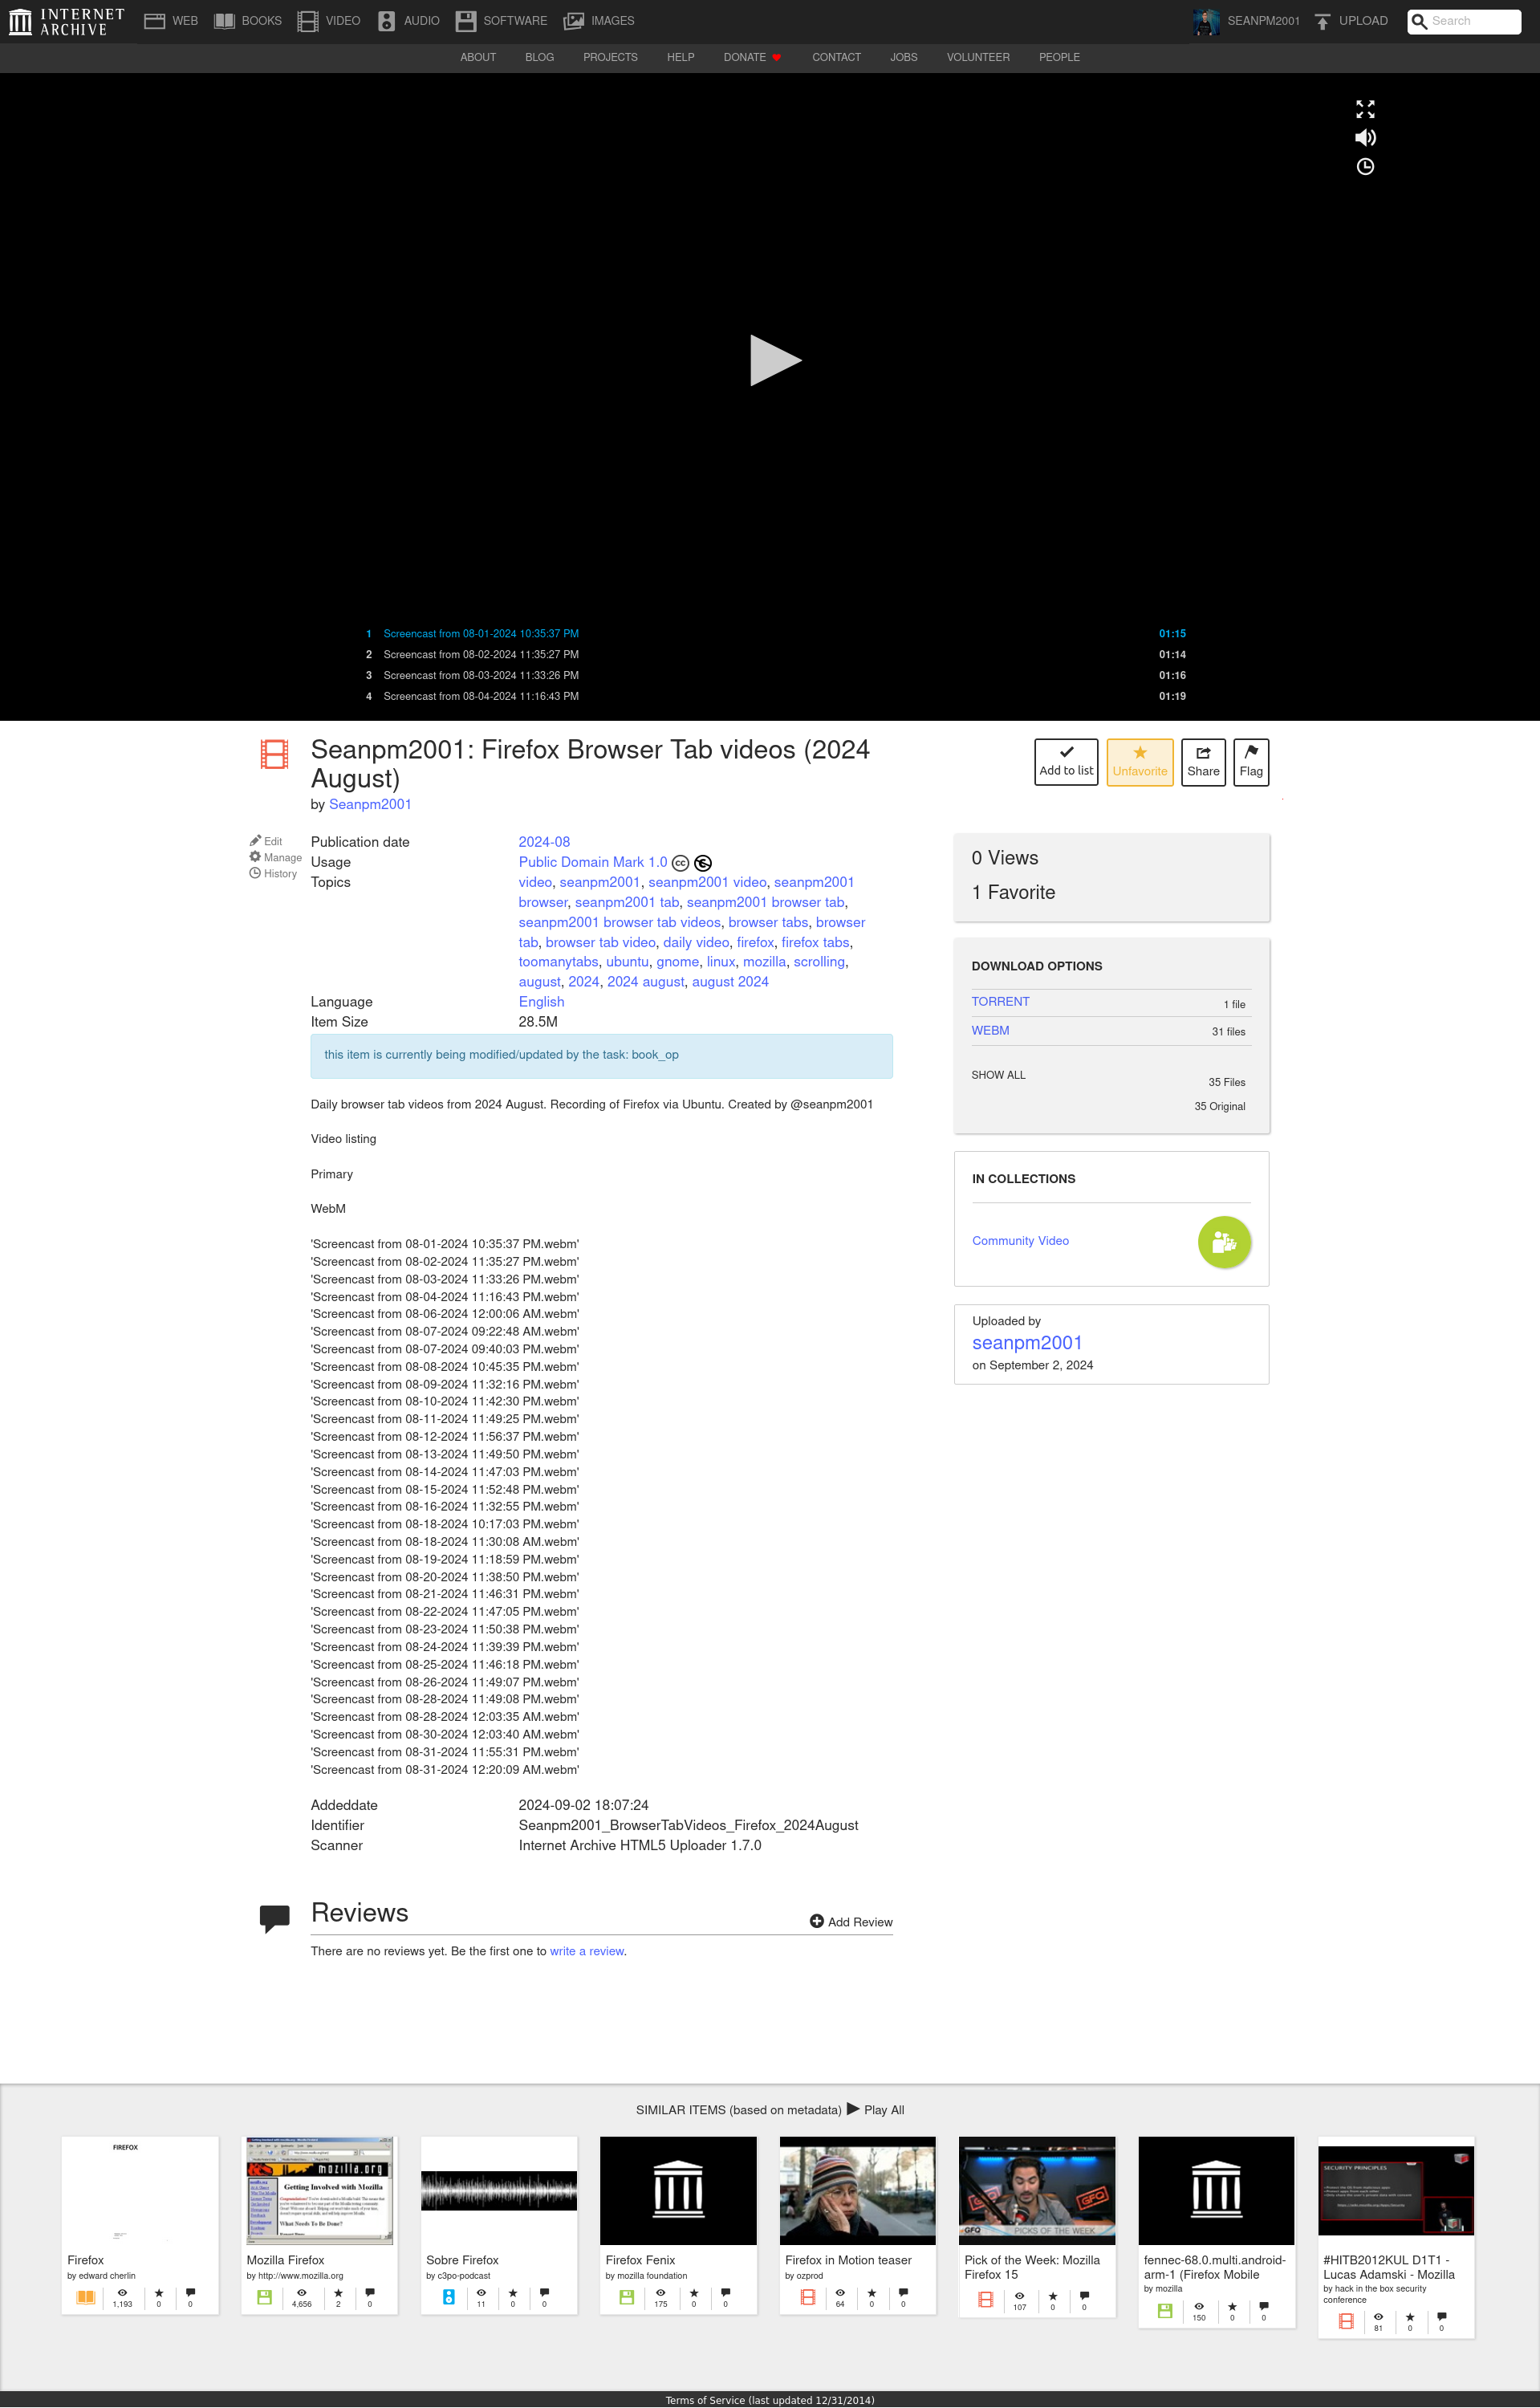 INTERNET ARCHIVE
WEB BOOKS VIDEO AUDIO SOFTWARE IMAGES
SEANPM2001 UPLOAD Search
ABOUT BLOG PROJECTS HELP DONATE CONTACT JOBS VOLUNTEER PEOPLE
1 Screencast from 08-01-2024 10:35:37 PM 01:15
2 Screencast from 08-02-2024 11:35:27 PM 01:14
3 Screencast from 08-03-2024 11:33:26 PM 01:16
4 Screencast from 08-04-2024 11:16:43 PM 01:19
Seanpm2001: Firefox Browser Tab videos (2024
August)
by Seanpm2001
Add to list Unfavorite Share Flag
Edit
Manage
History
Publication date 2024-08
Usage Public Domain Mark 1.0
Topics video, seanpm2001, seanpm2001 video, seanpm2001
browser, seanpm2001 tab, seanpm2001 browser tab,
seanpm2001 browser tab videos, browser tabs, browser
tab, browser tab video, daily video, firefox, firefox tabs,
toomanytabs, ubuntu, gnome, linux, mozilla, scrolling,
august, 2024, 2024 august, august 2024
Language English
Item Size 28.5M
this item is currently being modified/updated by the task: book_op
Daily browser tab videos from 2024 August. Recording of Firefox via Ubuntu. Created by @seanpm2001
Video listing
Primary
WebM
'Screencast from 08-01-2024 10:35:37 PM.webm'
'Screencast from 08-02-2024 11:35:27 PM.webm'
'Screencast from 08-03-2024 11:33:26 PM.webm'
'Screencast from 08-04-2024 11:16:43 PM.webm'
'Screencast from 08-06-2024 12:00:06 AM.webm'
'Screencast from 08-07-2024 09:22:48 AM.webm'
'Screencast from 08-07-2024 09:40:03 PM.webm'
'Screencast from 08-08-2024 10:45:35 PM.webm'
'Screencast from 08-09-2024 11:32:16 PM.webm'
'Screencast from 08-10-2024 11:42:30 PM.webm'
'Screencast from 08-11-2024 11:49:25 PM.webm'
'Screencast from 08-12-2024 11:56:37 PM.webm'
'Screencast from 08-13-2024 11:49:50 PM.webm'
'Screencast from 08-14-2024 11:47:03 PM.webm'
'Screencast from 08-15-2024 11:52:48 PM.webm'
'Screencast from 08-16-2024 11:32:55 PM.webm'
'Screencast from 08-18-2024 10:17:03 PM.webm'
'Screencast from 08-18-2024 11:30:08 AM.webm'
'Screencast from 08-19-2024 11:18:59 PM.webm'
'Screencast from 08-20-2024 11:38:50 PM.webm'
'Screencast from 08-21-2024 11:46:31 PM.webm'
'Screencast from 08-22-2024 11:47:05 PM.webm'
'Screencast from 08-23-2024 11:50:38 PM.webm'
'Screencast from 08-24-2024 11:39:39 PM.webm'
'Screencast from 08-25-2024 11:46:18 PM.webm'
'Screencast from 08-26-2024 11:49:07 PM.webm'
'Screencast from 08-28-2024 11:49:08 PM.webm'
'Screencast from 08-28-2024 12:03:35 AM.webm'
'Screencast from 08-30-2024 12:03:40 AM.webm'
'Screencast from 08-31-2024 11:55:31 PM.webm'
'Screencast from 08-31-2024 12:20:09 AM.webm'
Addeddate 2024-09-02 18:07:24
Identifier Seanpm2001_BrowserTabVideos_Firefox_2024August
Scanner Internet Archive HTML5 Uploader 1.7.0
0 Views
1 Favorite
DOWNLOAD OPTIONS
TORRENT 1 file
WEBM 31 files
SHOW ALL 35 Files
35 Original
IN COLLECTIONS
Community Video
Uploaded by
seanpm2001
on September 2, 2024
Reviews
Add Review
There are no reviews yet. Be the first one to write a review.
SIMILAR ITEMS (based on metadata) Play All
FIREFOX
Firefox
by edward cherlin
1,193 0 0
mozilla.org
Getting Involved with Mozilla
What Needs To Be Done?
Mozilla Firefox
by http://www.mozilla.org
4,656 2 0
Sobre Firefox
by c3po-podcast
11 0 0
Firefox Fenix
by mozilla foundation
175 0 0
Firefox in Motion teaser
by ozprod
64 0 0
GFQ
GFQ PICKS OF THE WEEK
Pick of the Week: Mozilla
Firefox 15
107 0 0
fennec-68.0.multi.android-
arm-1 (Firefox Mobile
by mozilla
150 0 0
SECURITY PRINCIPLES
#HITB2012KUL D1T1 -
Lucas Adamski - Mozilla
by hack in the box security
conference
81 0 0
Terms of Service (last updated 12/31/2014)